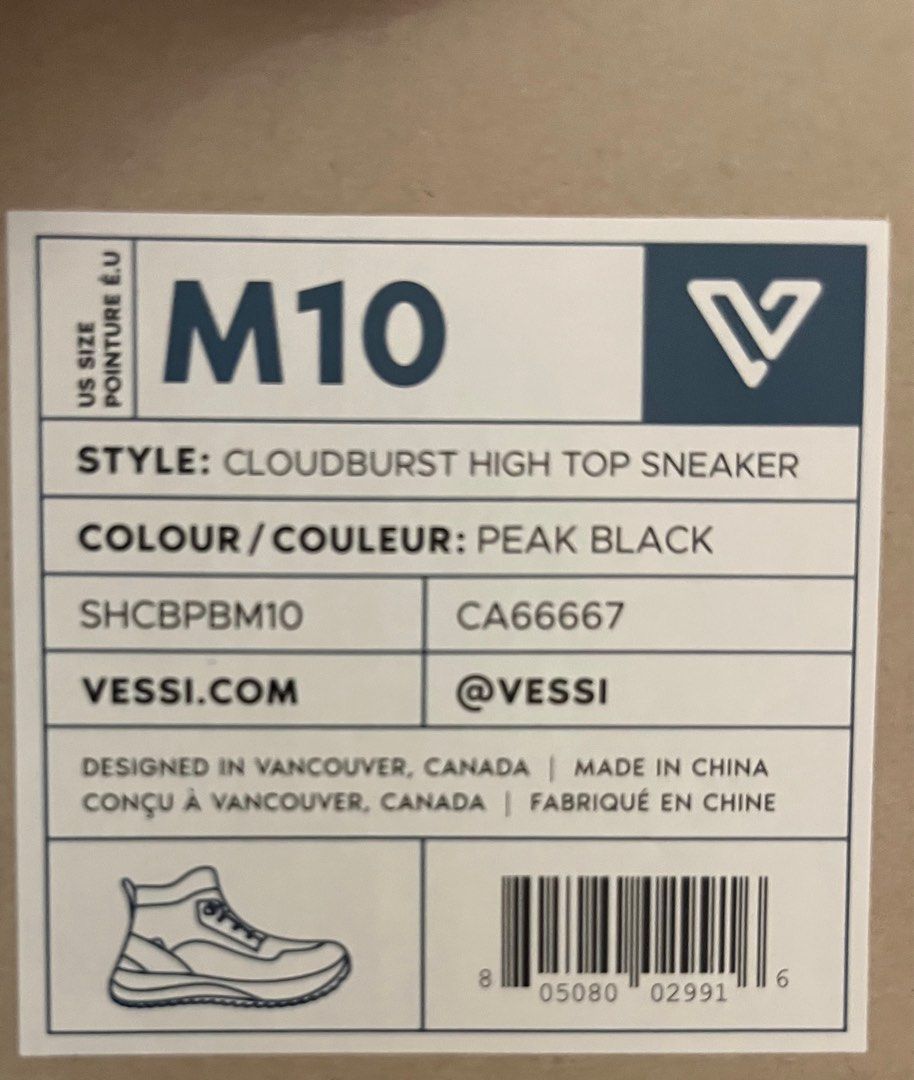 US SIZE
POINTURE É.U
M10
STYLE: CLOUDBURST HIGH TOP SNEAKER
COLOUR / COULEUR: PEAK BLACK
SHCBPBM10
CA66667
VESSI.COM
@VESSI
DESIGNED IN VANCOUVER, CANADA | MADE IN CHINA
CONÇU À VANCOUVER, CANADA | FABRIQUÉ EN CHINE
8 05080 02991 6